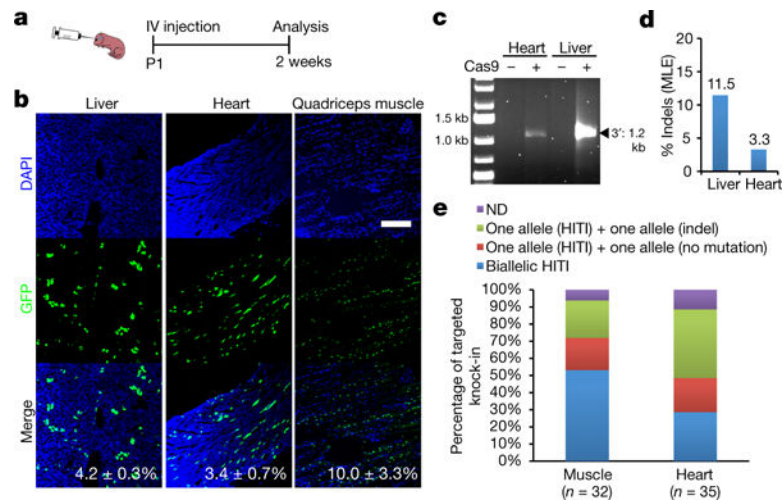 a
IV injection
Analysis
P1
2 weeks
b
Liver
Heart
Quadriceps muscle
DAPI
GFP
Merge
4.2 ± 0.3%
3.4 ± 0.7%
10.0 ± 3.3%
c
Heart
Liver
Cas9
– + – +
1.5 kb
1.0 kb
3': 1.2
kb
d
% Indels (MLE)
20
15
10
5
0
11.5
3.3
Liver Heart
e
ND
One allele (HITI) + one allele (indel)
One allele (HITI) + one allele (no mutation)
Biallelic HITI
Percentage of targeted
knock-in
100%
90%
80%
70%
60%
50%
40%
30%
20%
10%
0%
Muscle
(n = 32)
Heart
(n = 35)